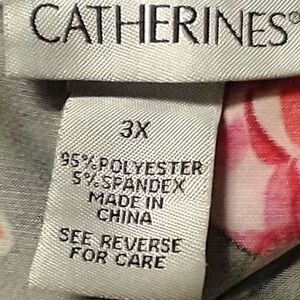 CATHERINES®
3X
95% POLYESTER
5% SPANDEX
MADE IN
CHINA
SEE REVERSE
FOR CARE